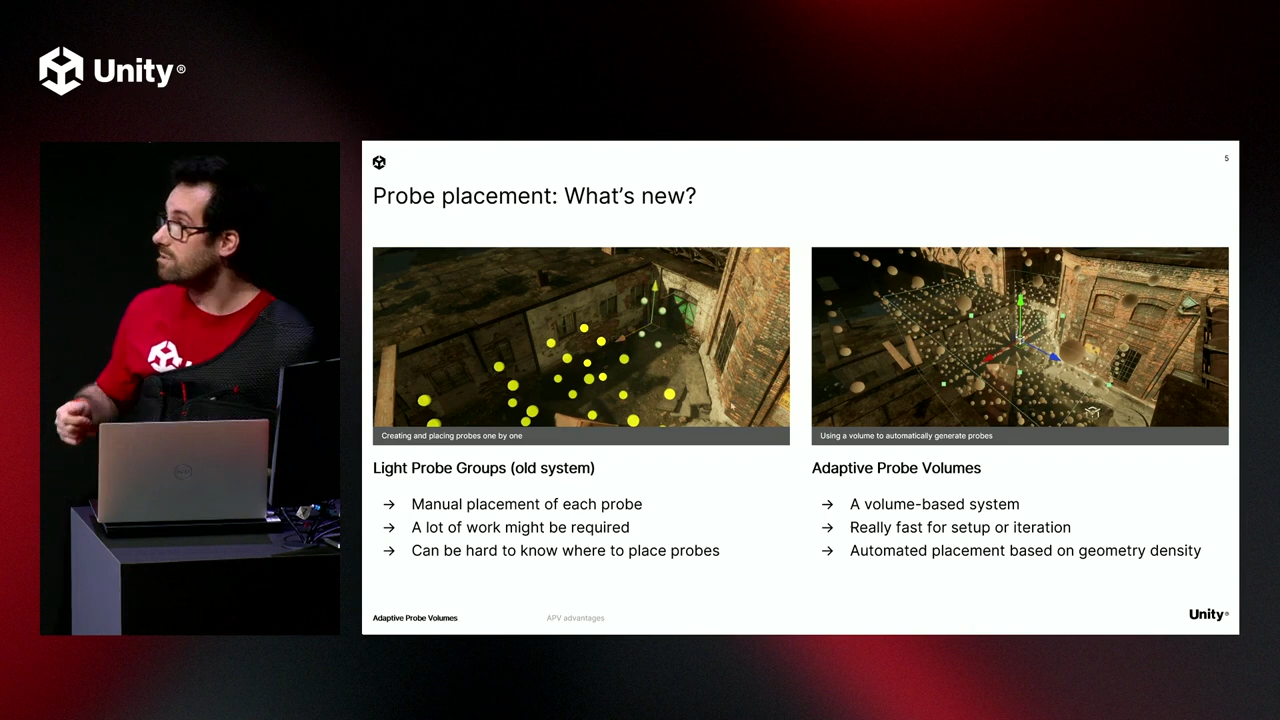 Unity®
5
Probe placement: What's new?
Creating and placing probes one by one
Using a volume to automatically generate probes
Light Probe Groups (old system)
→ Manual placement of each probe
→ A lot of work might be required
→ Can be hard to know where to place probes
Adaptive Probe Volumes
→ A volume-based system
→ Really fast for setup or iteration
→ Automated placement based on geometry density
Adaptive Probe Volumes
APV advantages
Unity®